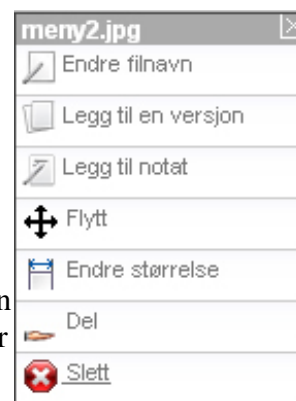 meny2.jpg
Endre filnavn
Legg til en versjon
Legg til notat
Flytt
Endre størrelse
n
Del
r
Slett